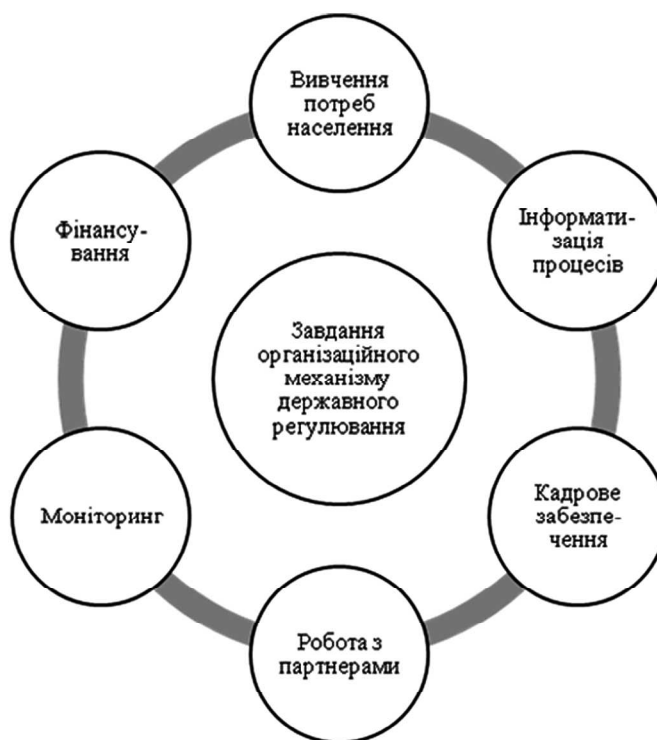 Вивчення
потреб
населення
Інформати-
зація
процесів
Кадрове
забезпе-
чення
Робота з
партнерами
Моніторинг
Фінансу-
вання
Завдання
організаційного
механізму
державного
регулювання